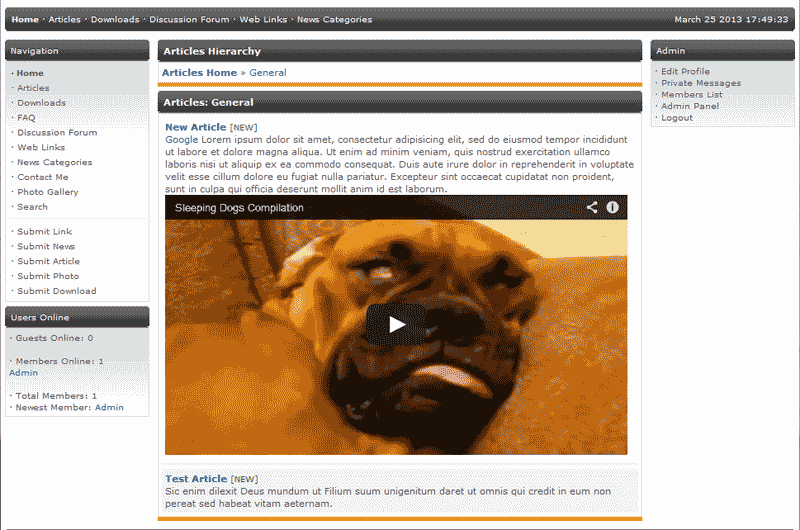 Home · Articles · Downloads · Discussion Forum · Web Links · News Categories
March 25 2013 17:49:33
Navigation
· Home
· Articles
· Downloads
· FAQ
· Discussion Forum
· Web Links
· News Categories
· Contact Me
· Photo Gallery
· Search
· Submit Link
· Submit News
· Submit Article
· Submit Photo
· Submit Download
Users Online
· Guests Online: 0
· Members Online: 1
Admin
· Total Members: 1
· Newest Member: Admin
Articles Hierarchy
Articles Home » General
Articles: General
New Article [NEW]
Google Lorem ipsum dolor sit amet, consectetur adipisicing elit, sed do eiusmod tempor incididunt
ut labore et dolore magna aliqua. Ut enim ad minim veniam, quis nostrud exercitation ullamco
laboris nisi ut aliquip ex ea commodo consequat. Duis aute irure dolor in reprehenderit in voluptate
velit esse cillum dolore eu fugiat nulla pariatur. Excepteur sint occaecat cupidatat non proident,
sunt in culpa qui officia deserunt mollit anim id est laborum.
Sleeping Dogs Compilation
Test Article [NEW]
Sic enim dilexit Deus mundum ut Filium suum unigenitum daret ut omnis qui credit in eum non
pereat sed habeat vitam aeternam.
Admin
· Edit Profile
· Private Messages
· Members List
· Admin Panel
· Logout